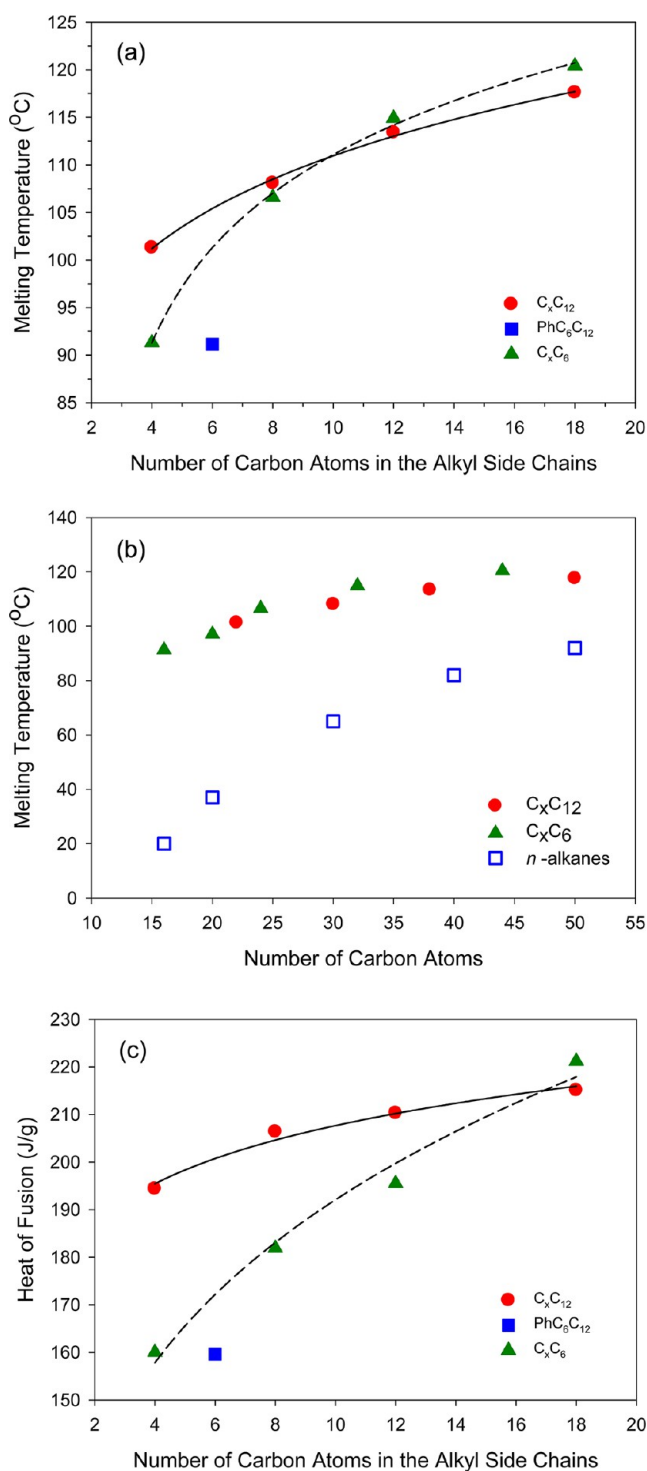 (a)
Melting Temperature (°C)
120
115
110
105
100
95
90
85
2 4 6 8 10 12 14 16 18 20
CxC12
PhC6C12
CxC6
Number of Carbon Atoms in the Alkyl Side Chains
(b)
Melting Temperature (°C)
140
120
100
80
60
40
20
0
10 15 20 25 30 35 40 45 50 55
CxC12
CxC6
n -alkanes
Number of Carbon Atoms
(c)
Heat of Fusion (J/g)
230
220
210
200
190
180
170
160
150
2 4 6 8 10 12 14 16 18 20
CxC12
PhC6C12
CxC6
Number of Carbon Atoms in the Alkyl Side Chains